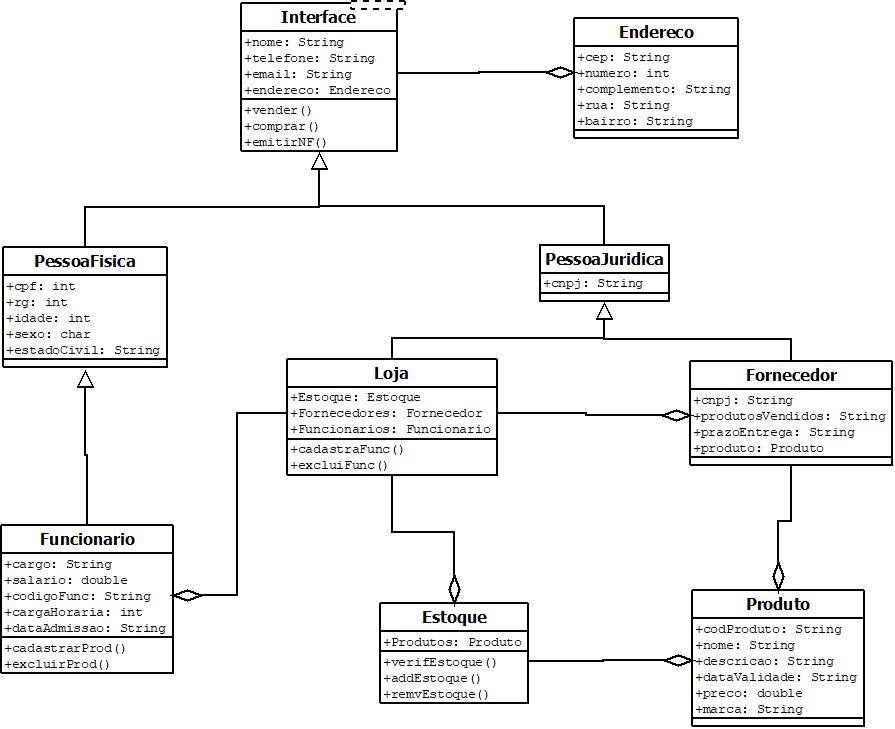 Interface
+nome: String
+telefone: String
+email: String
+endereco: Endereco
+vender()
+comprar()
+emitirNF()
Endereco
+cep: String
+numero: int
+complemento: String
+rua: String
+bairro: String
PessoaFisica
+cpf: int
+rg: int
+idade: int
+sexo: char
+estadoCivil: String
PessoaJuridica
+cnpj: String
Loja
+Estoque: Estoque
+Fornecedores: Fornecedor
+Funcionarios: Funcionario
+cadastraFunc()
+excluiFunc()
Fornecedor
+cnpj: String
+produtosVendidos: String
+prazoEntrega: String
+produto: Produto
Funcionario
+cargo: String
+salario: double
+codigoFunc: String
+cargaHoraria: int
+dataAdmissao: String
+cadastrarProd()
+excluirProd()
Estoque
+Produtos: Produto
+verifEstoque()
+addEstoque()
+remvEstoque()
Produto
+codProduto: String
+nome: String
+descricao: String
+dataValidade: String
+preco: double
+marca: String